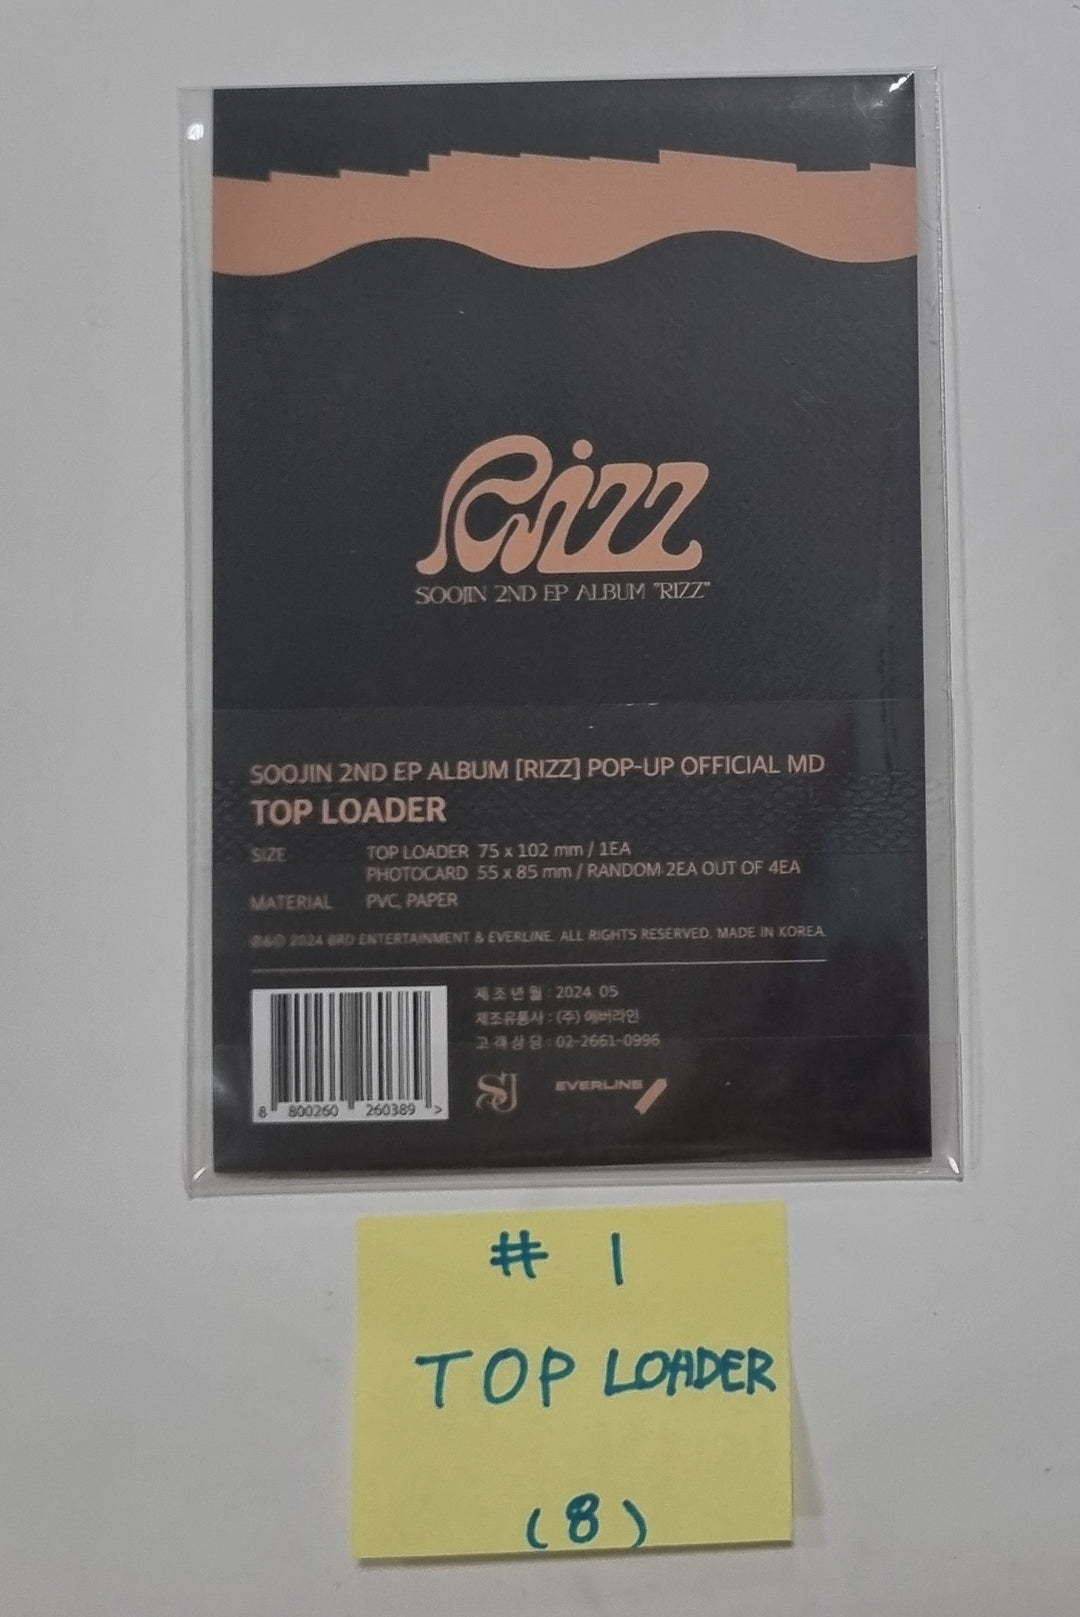 Rizz
SOOJIN 2ND EP ALBUM "RIZZ"
SOOJIN 2ND EP ALBUM [RIZZ] POP-UP OFFICIAL MD
TOP LOADER
SIZE TOP LOADER 75 x 102 mm / 1EA
PHOTOCARD 55 x 85 mm / RANDOM 2EA OUT OF 4EA
MATERIAL PVC, PAPER
2024 BRD ENTERTAINMENT & EVERLINE. ALL RIGHTS RESERVED. MADE IN KOREA.
제조년월 : 2024 05
제조유통사 : (주) 에버라인
고객상담 : 02-2661-0996
8 800260 260389 >
SJ EVERLINE
# 1
TOP LOADER
(8)